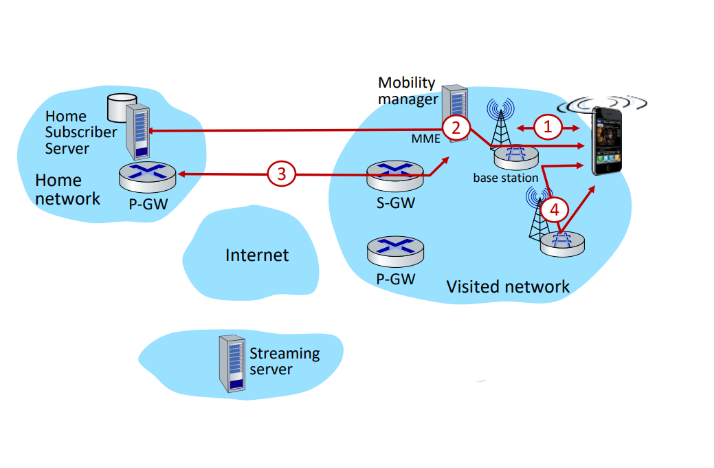 Mobility
manager
Home
Subscriber
Server
MME
2
1
base station
Home
network
P-GW
3
S-GW
4
Internet
P-GW
Visited network
Streaming
server